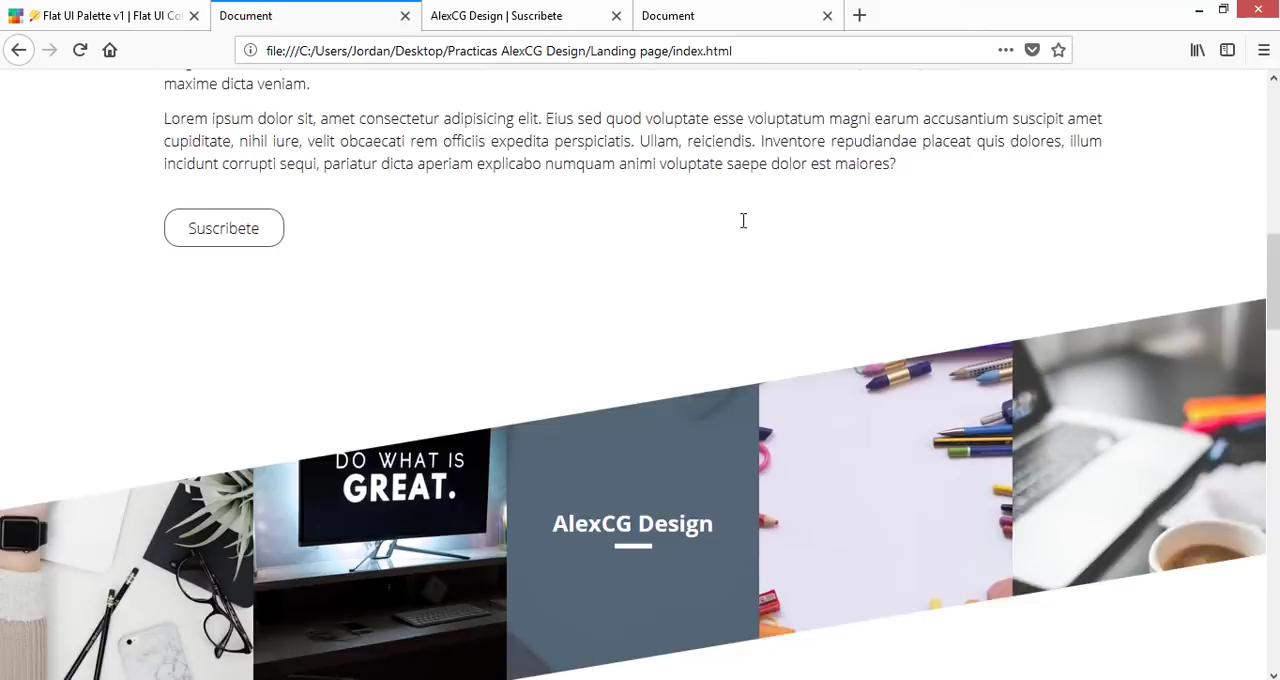 Flat UI Palette v1 | Flat UI Co
Document
AlexCG Design | Suscribete
Document
file:///C:/Users/Jordan/Desktop/Practicas AlexCG Design/Landing page/index.html
maxime dicta veniam.
Lorem ipsum dolor sit, amet consectetur adipisicing elit. Eius sed quod voluptate esse voluptatum magni earum accusantium suscipit amet
cupiditate, nihil iure, velit obcaecati rem officiis expedita perspiciatis. Ullam, reiciendis. Inventore repudiandae placeat quis dolores, illum
incidunt corrupti sequi, pariatur dicta aperiam explicabo numquam animi voluptate saepe dolor est maiores?
Suscribete
DO WHAT IS
GREAT.
AlexCG Design